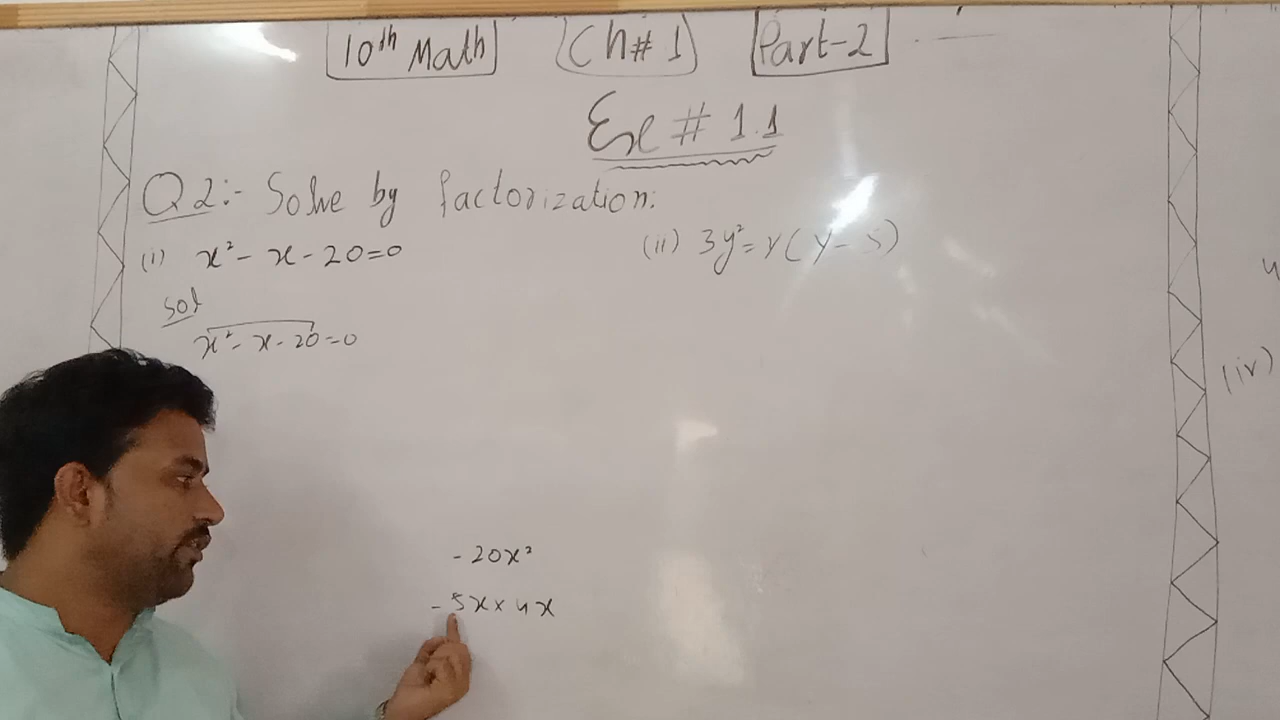 10th Math Ch# 1 Part-2
Ex # 1.1
Q2:- Solve by factorization:
(i) x² - x - 20=0
(ii) 3y² = y(y - 5)
sol
x² - x - 20=0
(iv)
- 20x²
- 5x × 4x